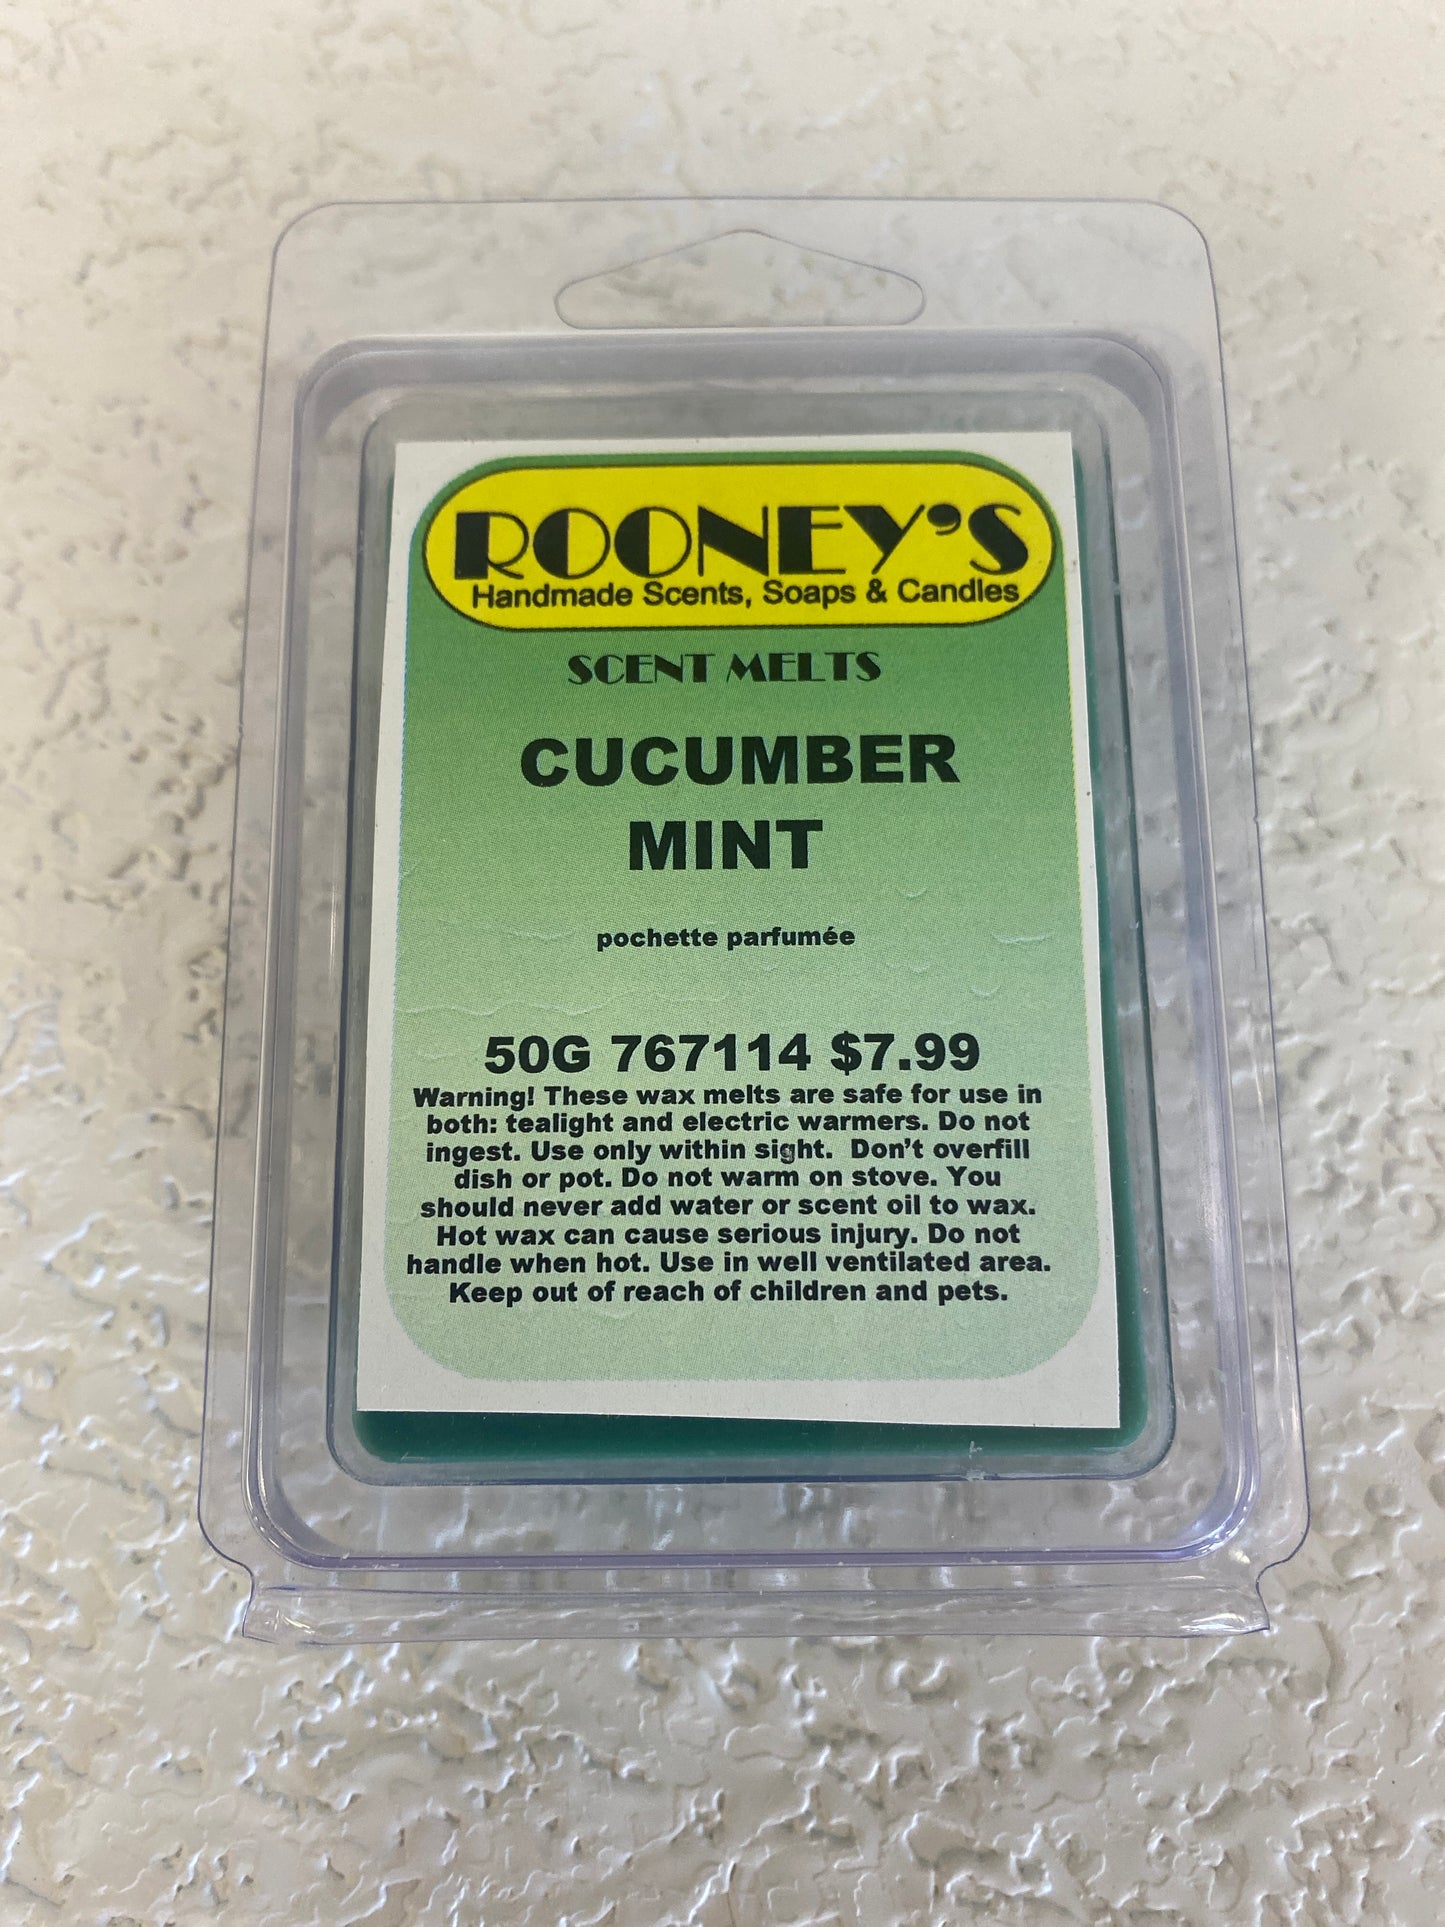 ROONEY'S
Handmade Scents, Soaps & Candles
SCENT MELTS
CUCUMBER
MINT
pochette parfumée
50G 767114 $7.99
Warning! These wax melts are safe for use in
both: tealight and electric warmers. Do not
ingest. Use only within sight. Don't overfill
dish or pot. Do not warm on stove. You
should never add water or scent oil to wax.
Hot wax can cause serious injury. Do not
handle when hot. Use in well ventilated area.
Keep out of reach of children and pets.